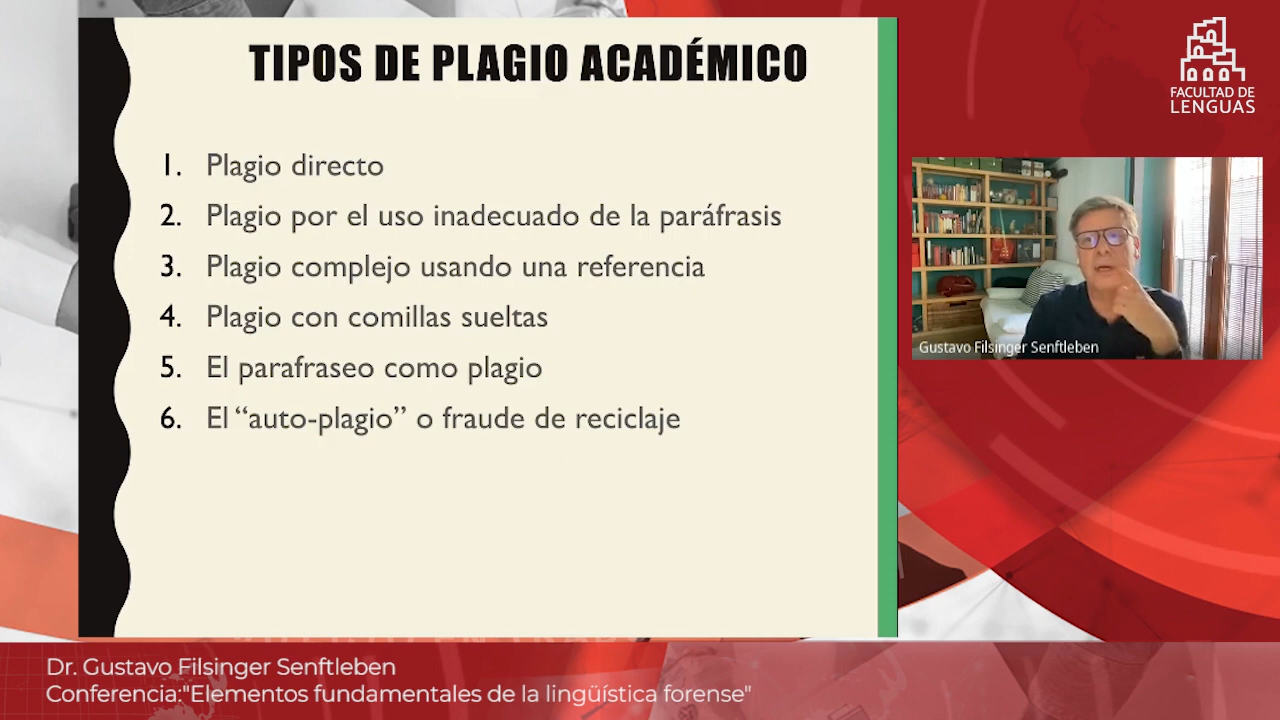 TIPOS DE PLAGIO ACADÉMICO
1. Plagio directo
2. Plagio por el uso inadecuado de la paráfrasis
3. Plagio complejo usando una referencia
4. Plagio con comillas sueltas
5. El parafraseo como plagio
6. El “auto-plagio” o fraude de reciclaje
FACULTAD DE
LENGUAS
Gustavo Filsinger Senftleben
Dr. Gustavo Filsinger Senftleben
Conferencia:"Elementos fundamentales de la lingüística forense"